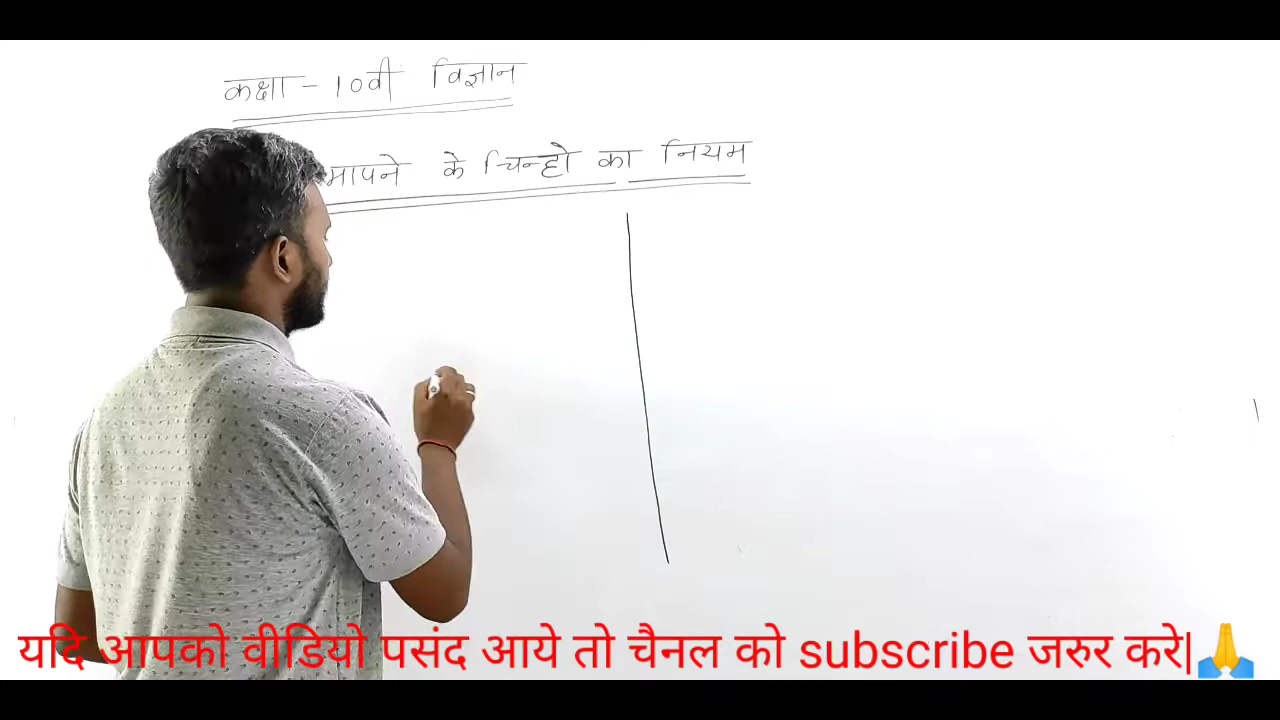 कक्षा - 10वी विज्ञान
मापने के चिन्हो का नियम
यदि आपको वीडियो पसंद आये तो चैनल को subscribe जरुर करे|🙏